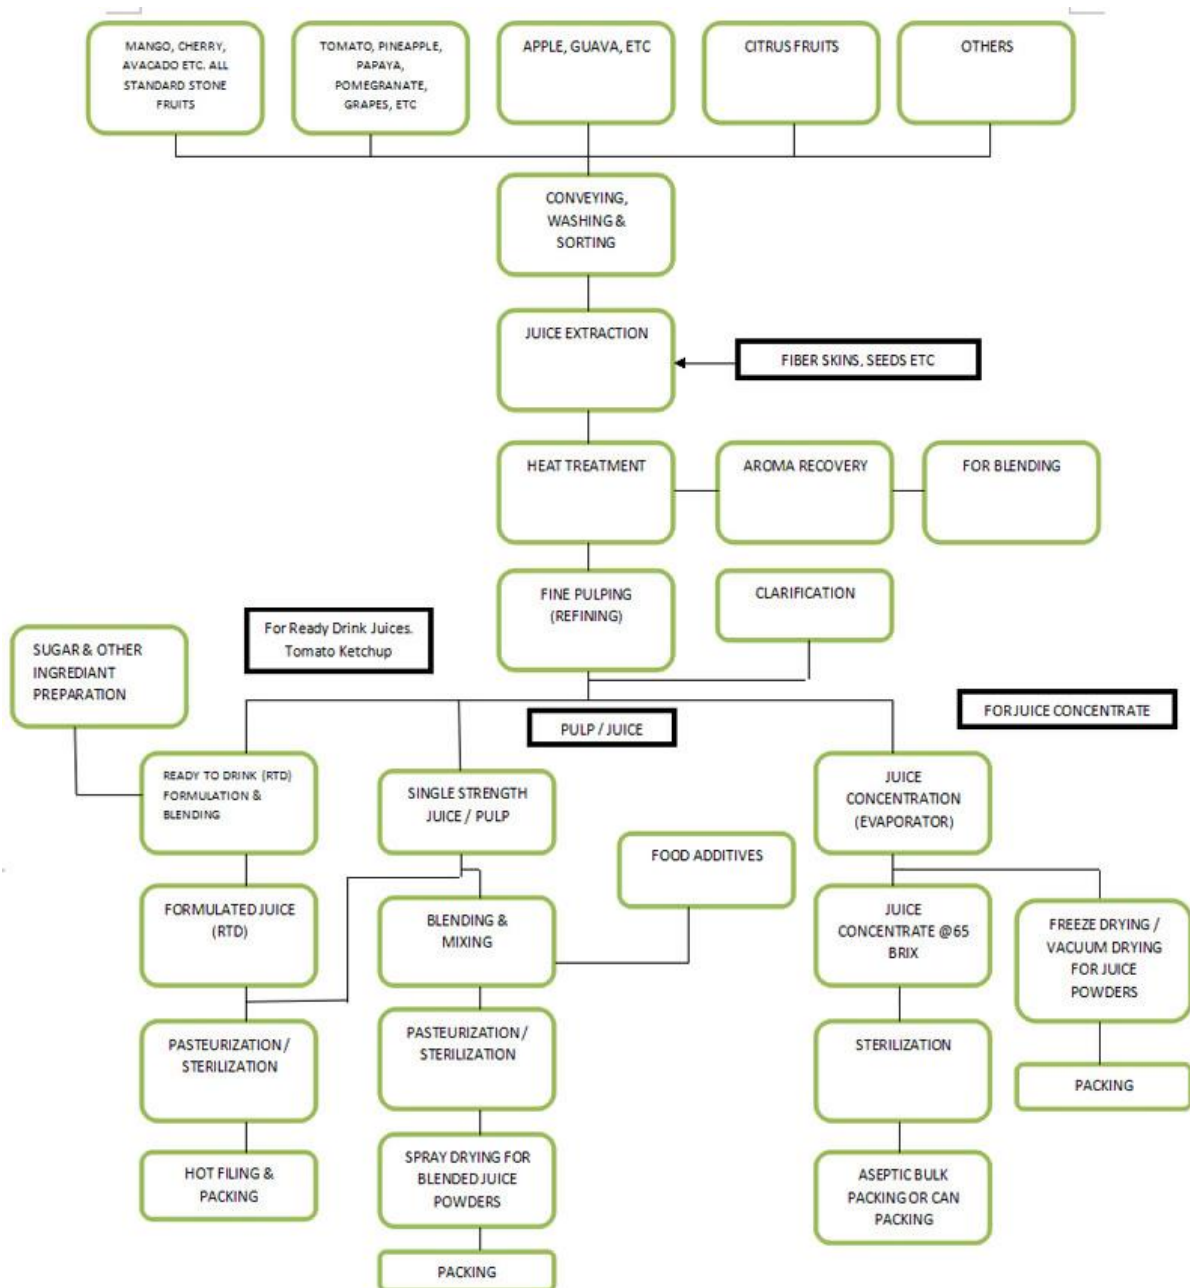 MANGO, CHERRY,
AVACADO ETC. ALL
STANDARD STONE
FRUITS
TOMATO, PINEAPPLE,
PAPAYA,
POMEGRANATE,
GRAPES, ETC
APPLE, GUAVA, ETC
CITRUS FRUITS
OTHERS
CONVEYING,
WASHING &
SORTING
JUICE EXTRACTION
FIBER SKINS, SEEDS ETC
HEAT TREATMENT
AROMA RECOVERY
FOR BLENDING
FINE PULPING
(REFINING)
CLARIFICATION
For Ready Drink Juices.
Tomato Ketchup
SUGAR & OTHER
INGREDIANT
PREPARATION
PULP / JUICE
FOR JUICE CONCENTRATE
READY TO DRINK (RTD)
FORMULATION &
BLENDING
SINGLE STRENGTH
JUICE / PULP
JUICE
CONCENTRATION
(EVAPORATOR)
FOOD ADDITIVES
FORMULATED JUICE
(RTD)
BLENDING &
MIXING
JUICE
CONCENTRATE @65
BRIX
FREEZE DRYING /
VACUUM DRYING
FOR JUICE
POWDERS
PASTEURIZATION /
STERILIZATION
PASTEURIZATION /
STERILIZATION
STERILIZATION
PACKING
HOT FILING &
PACKING
SPRAY DRYING FOR
BLENDED JUICE
POWDERS
ASEPTIC BULK
PACKING OR CAN
PACKING
PACKING